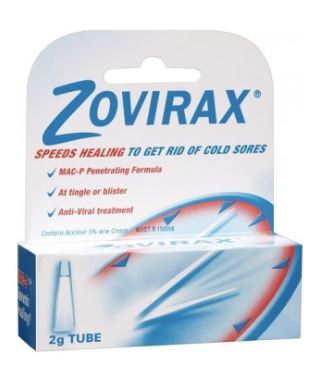 ZOVIRAX®
SPEEDS HEALING TO GET RID OF COLD SORES
MAC-P Penetrating Formula
At tingle or blister
Anti-Viral treatment
Contains Aciclovir 5% w/w Cream
AUST R
2g TUBE